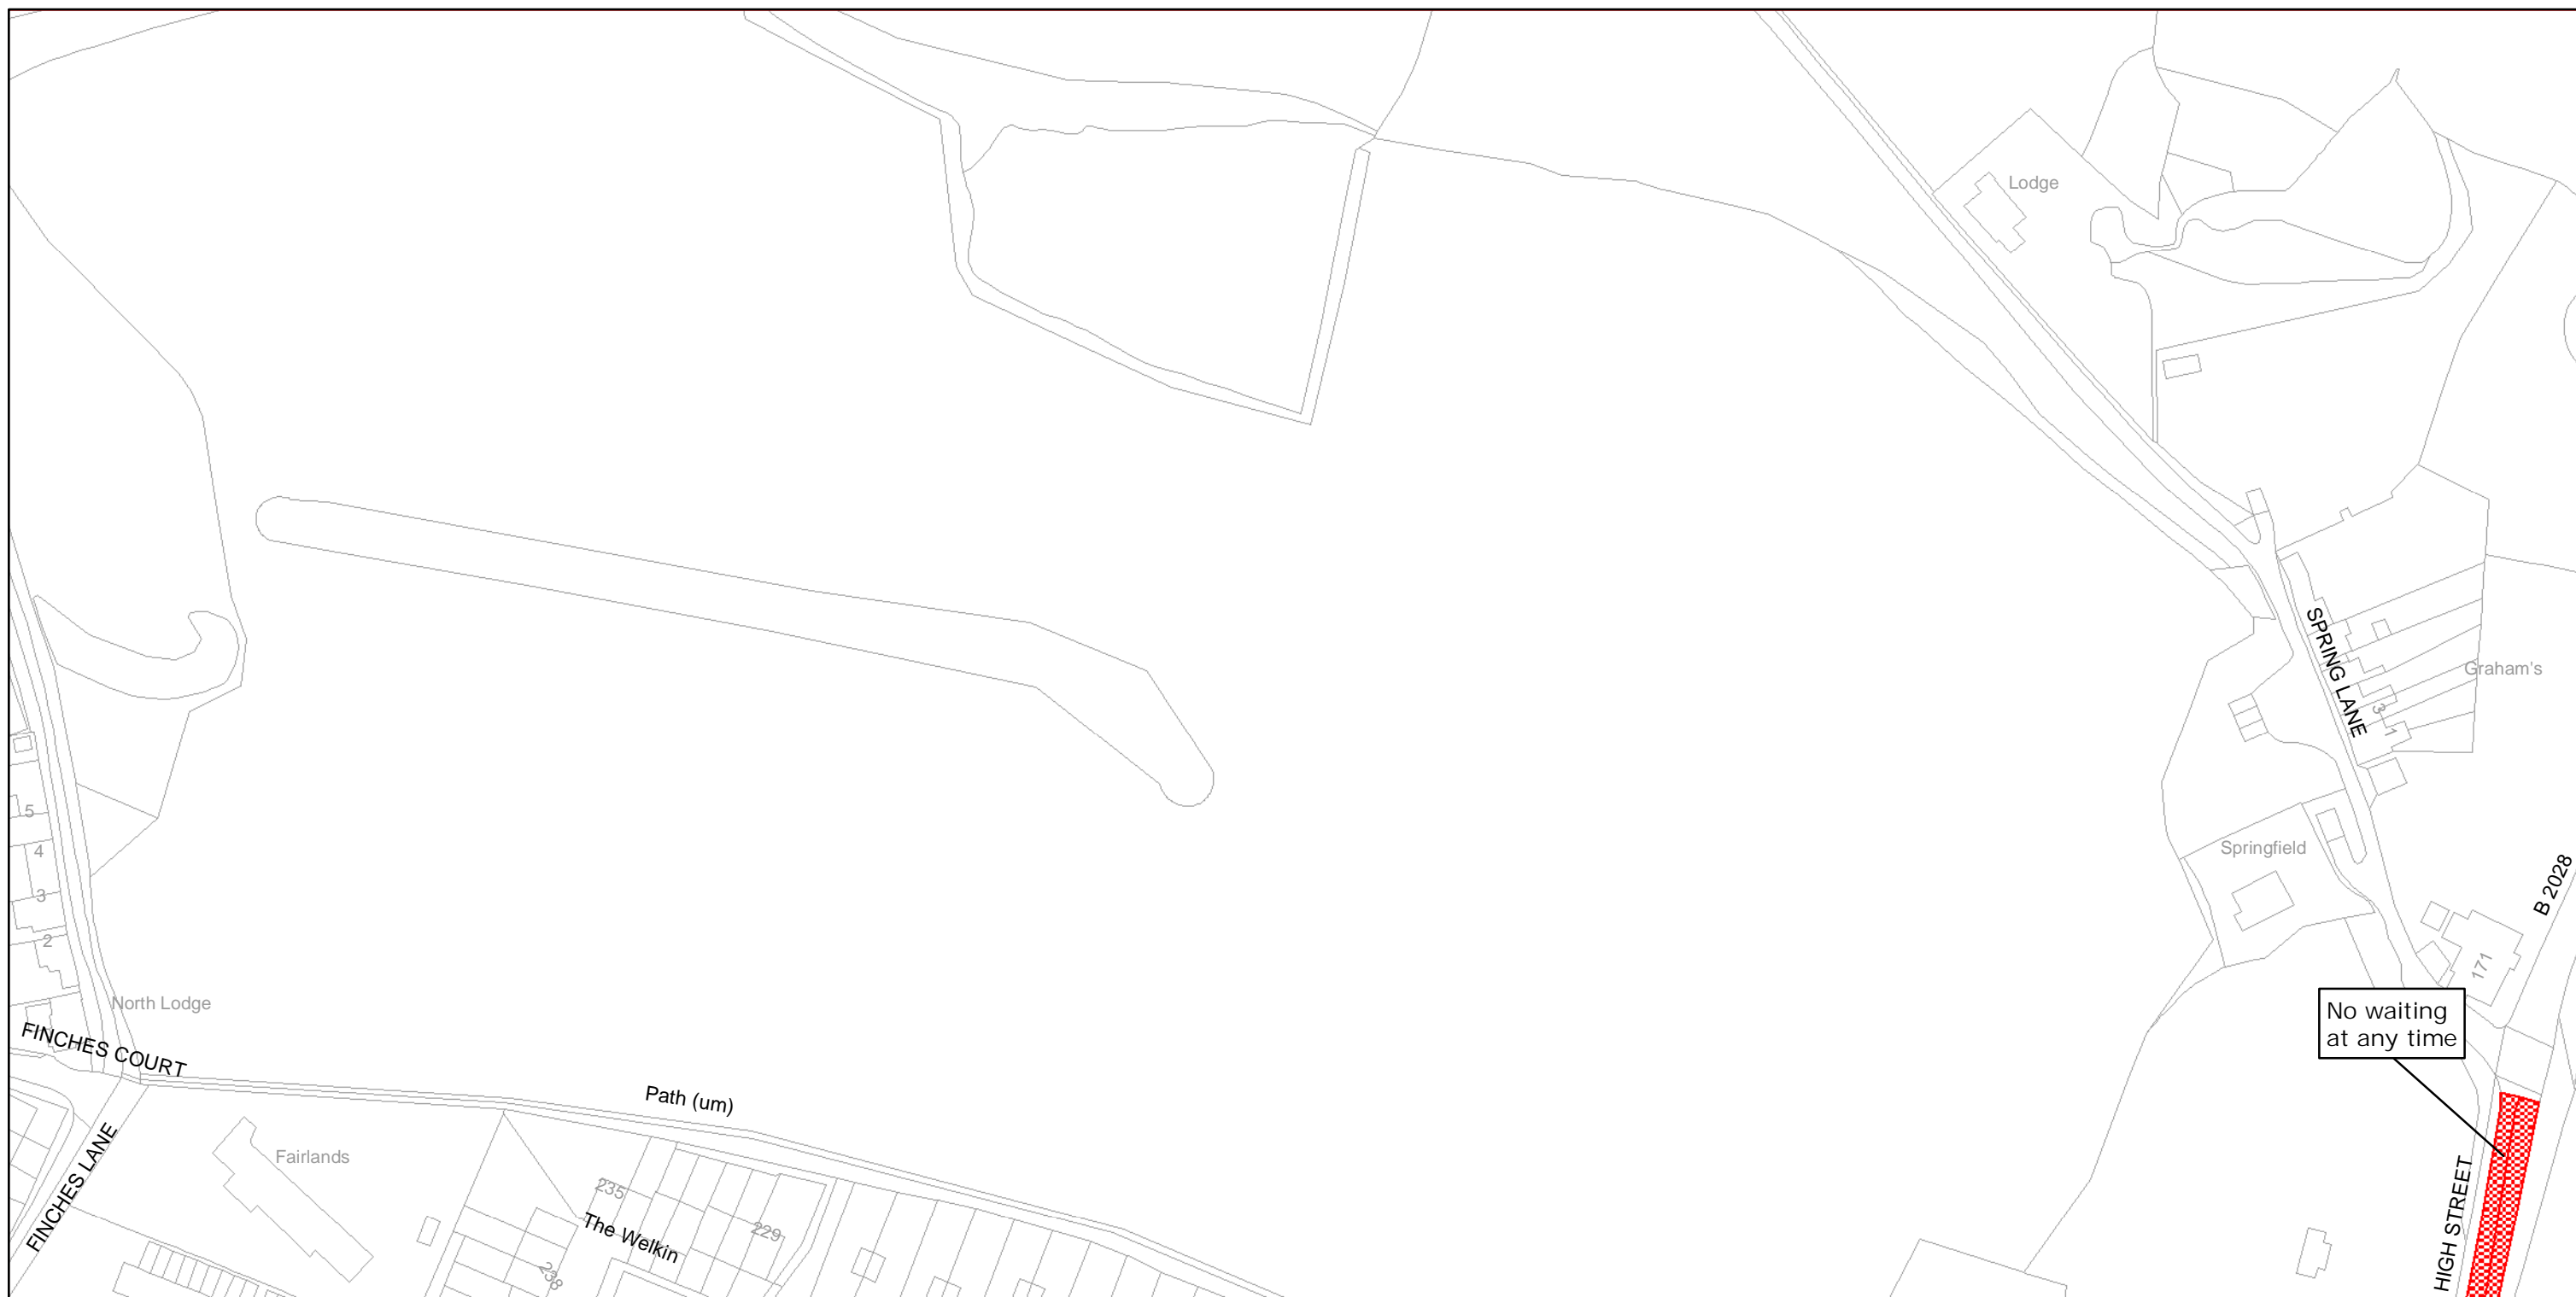 Lodge
SPRING LANE
Graham's
3
1
5
4
3
2
Springfield
B 2028
171
North Lodge
No waiting
at any time
FINCHES COURT
Path (um)
FINCHES LANE
Fairlands
235
The Welkin
229
238
HIGH STREET